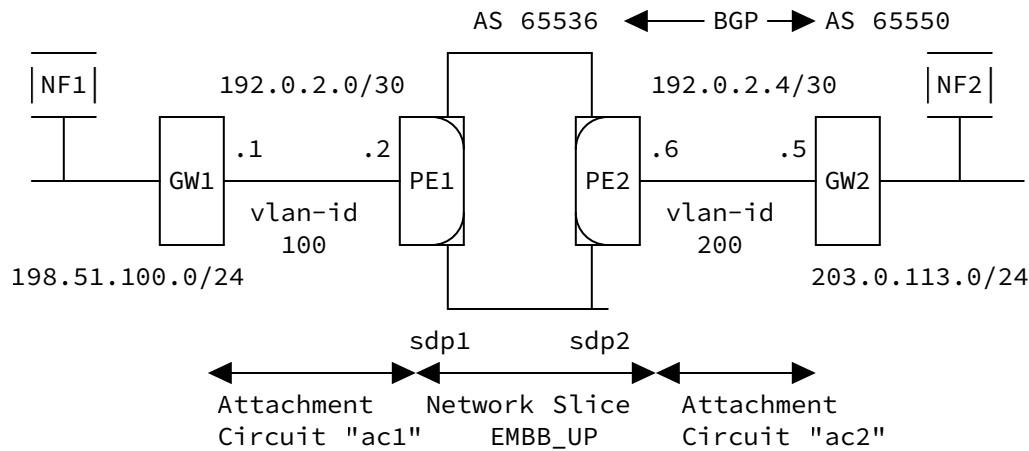 AS 65536 BGP AS 65550
NF1 192.0.2.0/30 192.0.2.4/30 NF2
.1 .2 .6 .5
GW1 PE1 PE2 GW2
vlan-id vlan-id
100 200
198.51.100.0/24 203.0.113.0/24
sdp1 sdp2
Attachment Network Slice Attachment
Circuit "ac1" EMBB_UP Circuit "ac2"